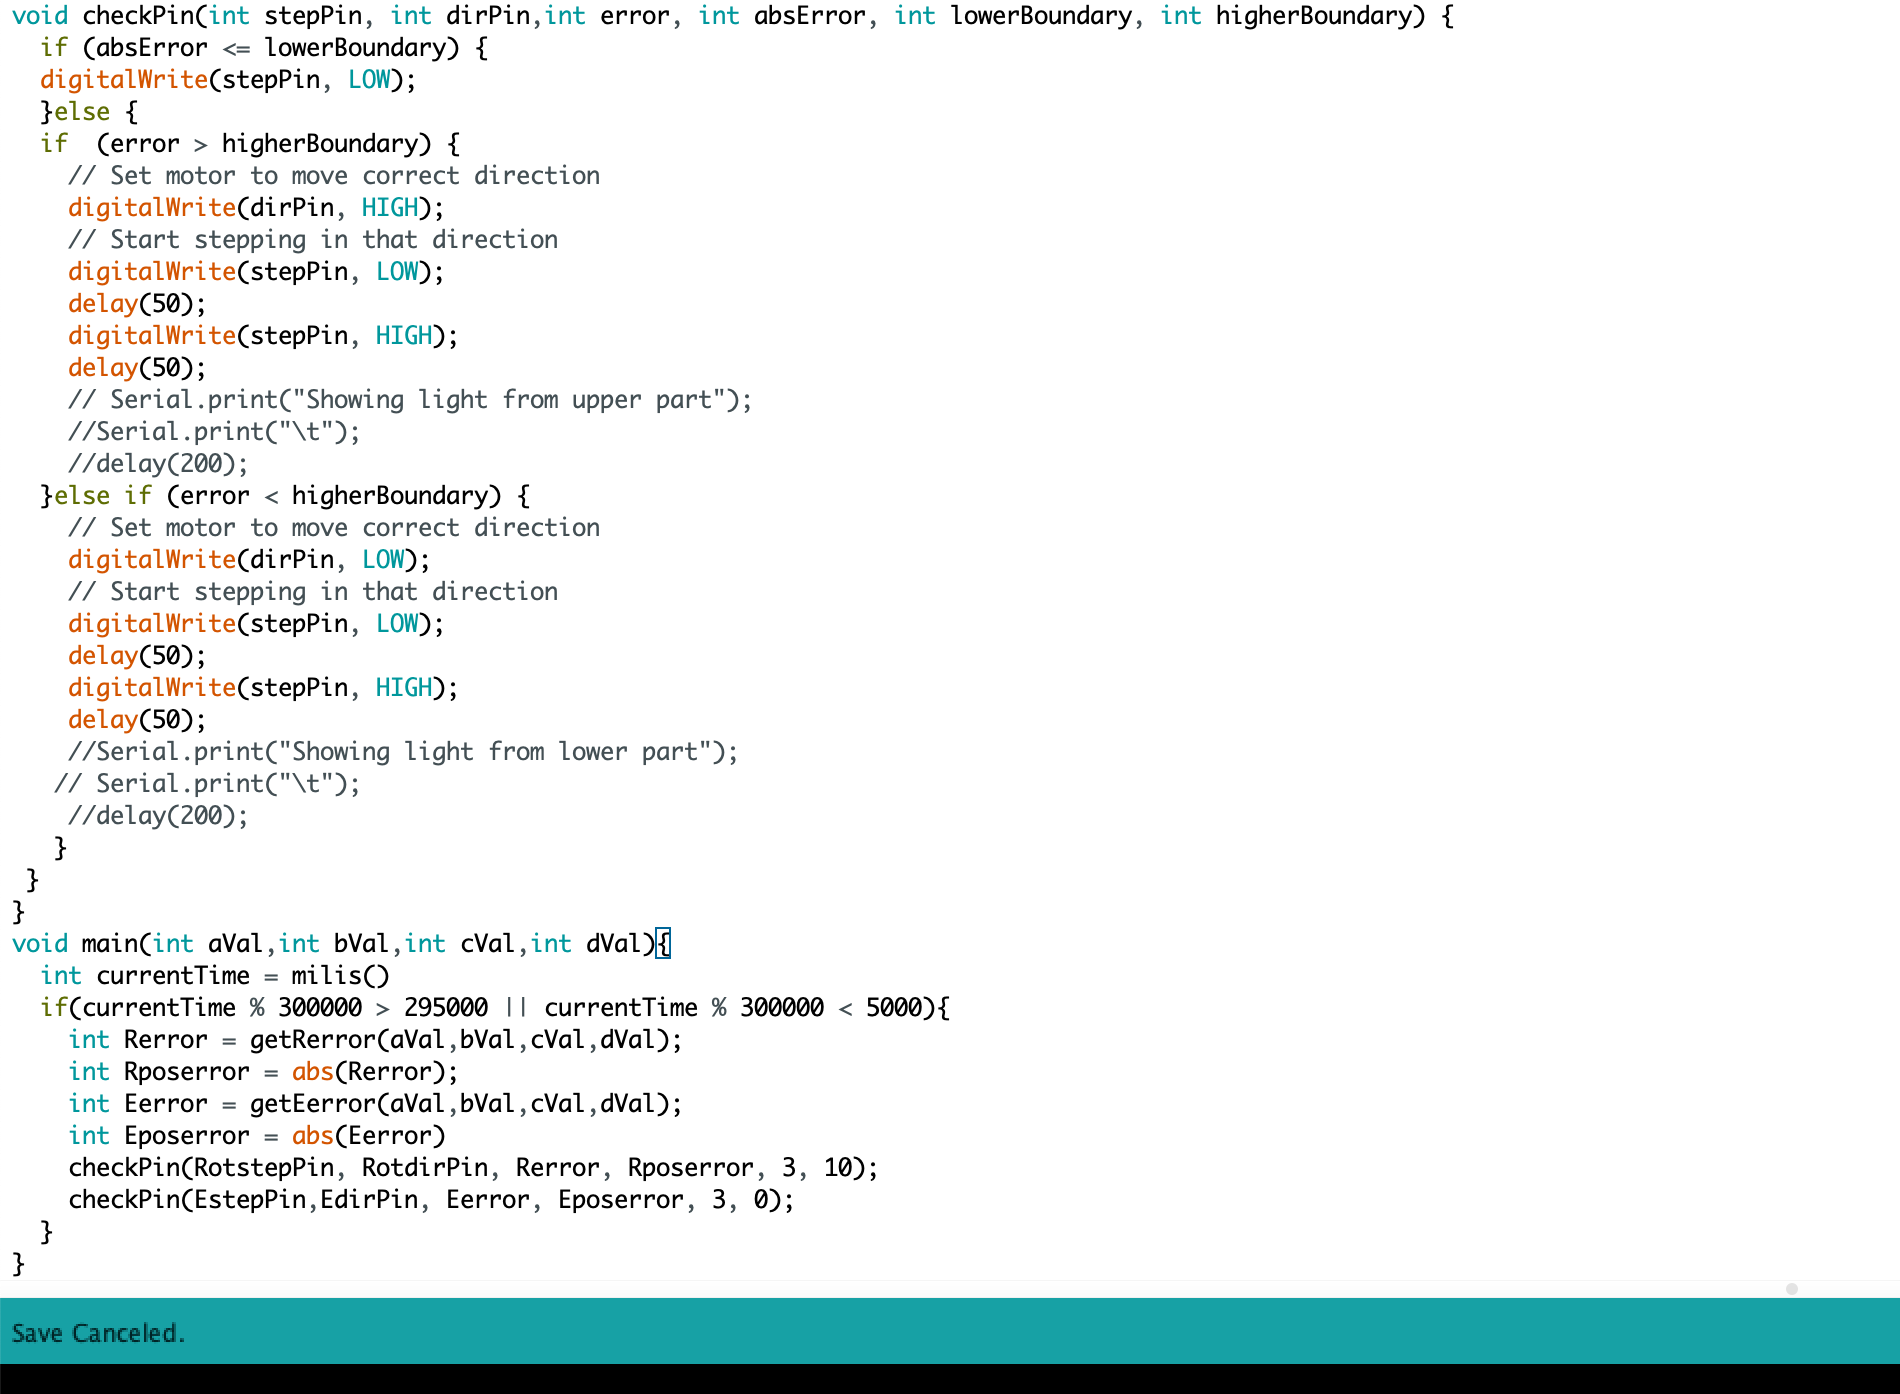 void checkPin(int stepPin, int dirPin,int error, int absError, int lowerBoundary, int higherBoundary) {
  if (absError <= lowerBoundary) {
  digitalWrite(stepPin, LOW);
  }else {
  if  (error > higherBoundary) {
    // Set motor to move correct direction
    digitalWrite(dirPin, HIGH);
    // Start stepping in that direction
    digitalWrite(stepPin, LOW);
    delay(50);
    digitalWrite(stepPin, HIGH);
    delay(50);
    // Serial.print("Showing light from upper part");
    //Serial.print("\t");
    //delay(200);
  }else if (error < higherBoundary) {
    // Set motor to move correct direction
    digitalWrite(dirPin, LOW);
    // Start stepping in that direction
    digitalWrite(stepPin, LOW);
    delay(50);
    digitalWrite(stepPin, HIGH);
    delay(50);
    //Serial.print("Showing light from lower part");
   // Serial.print("\t");
    //delay(200);
   }
 }
}
void main(int aVal,int bVal,int cVal,int dVal){
  int currentTime = milis()
  if(currentTime % 300000 > 295000 || currentTime % 300000 < 5000){
    int Rerror = getRerror(aVal,bVal,cVal,dVal);
    int Rposerror = abs(Rerror);
    int Eerror = getEerror(aVal,bVal,cVal,dVal);
    int Eposerror = abs(Eerror)
    checkPin(RotstepPin, RotdirPin, Rerror, Rposerror, 3, 10);
    checkPin(EstepPin,EdirPin, Eerror, Eposerror, 3, 0);
  }
}
Save Canceled.